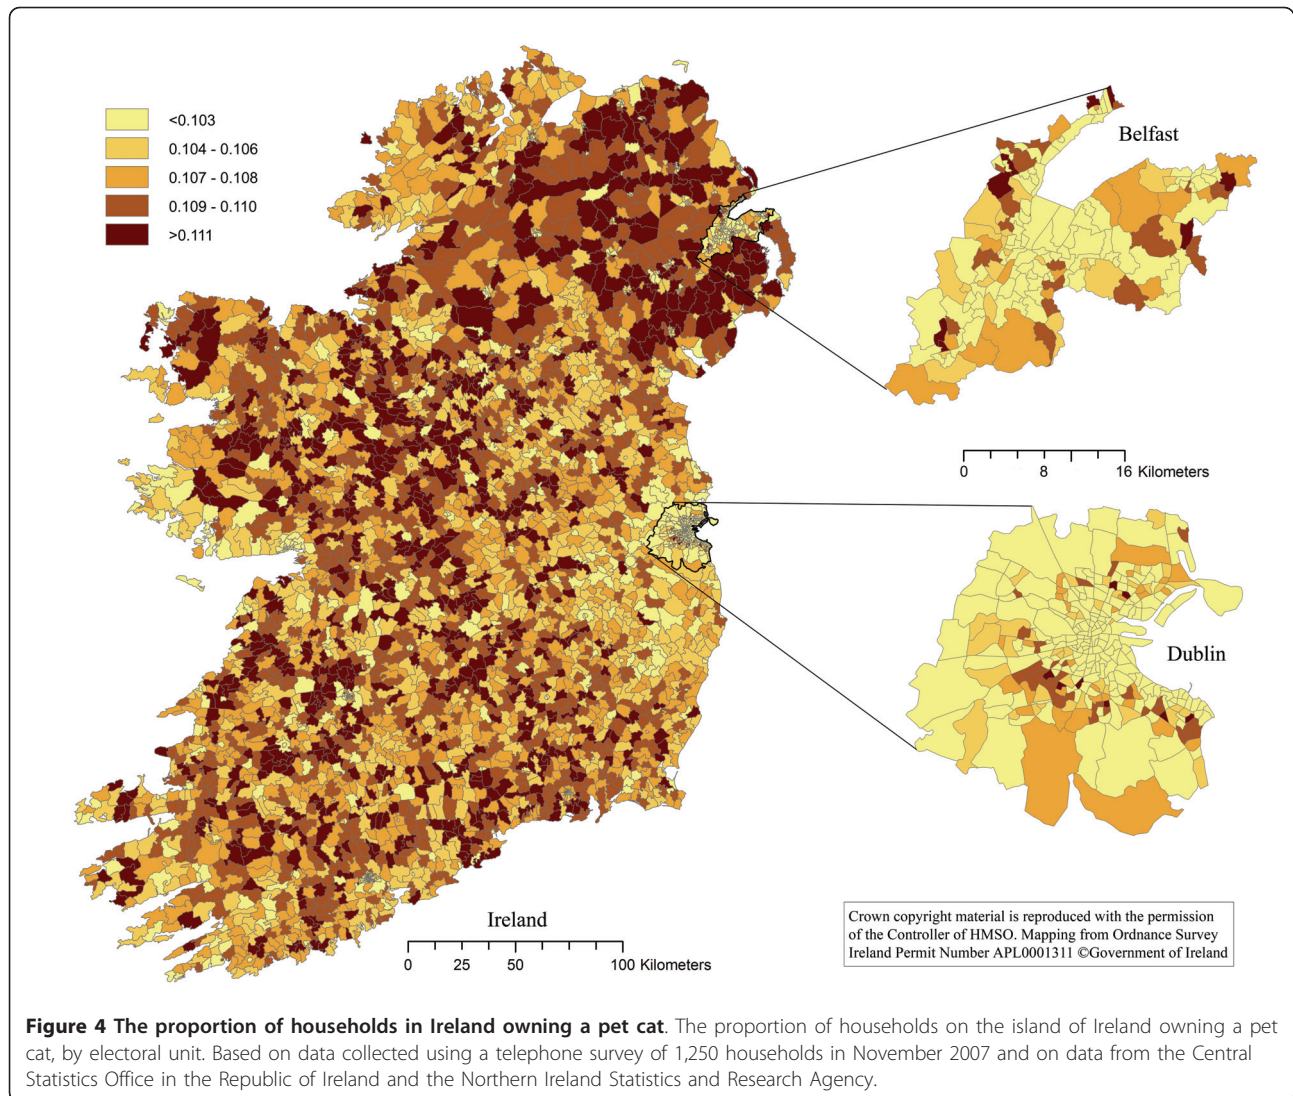 <0.103
0.104 - 0.106
0.107 - 0.108
0.109 - 0.110
>0.111
Belfast
0 8 16 Kilometers
Dublin
Ireland
0 25 50 100 Kilometers
Crown copyright material is reproduced with the permission
of the Controller of HMSO. Mapping from Ordnance Survey
Ireland Permit Number APL0001311 ©Government of Ireland
Figure 4 The proportion of households in Ireland owning a pet cat. The proportion of households on the island of Ireland owning a pet
cat, by electoral unit. Based on data collected using a telephone survey of 1,250 households in November 2007 and on data from the Central
Statistics Office in the Republic of Ireland and the Northern Ireland Statistics and Research Agency.